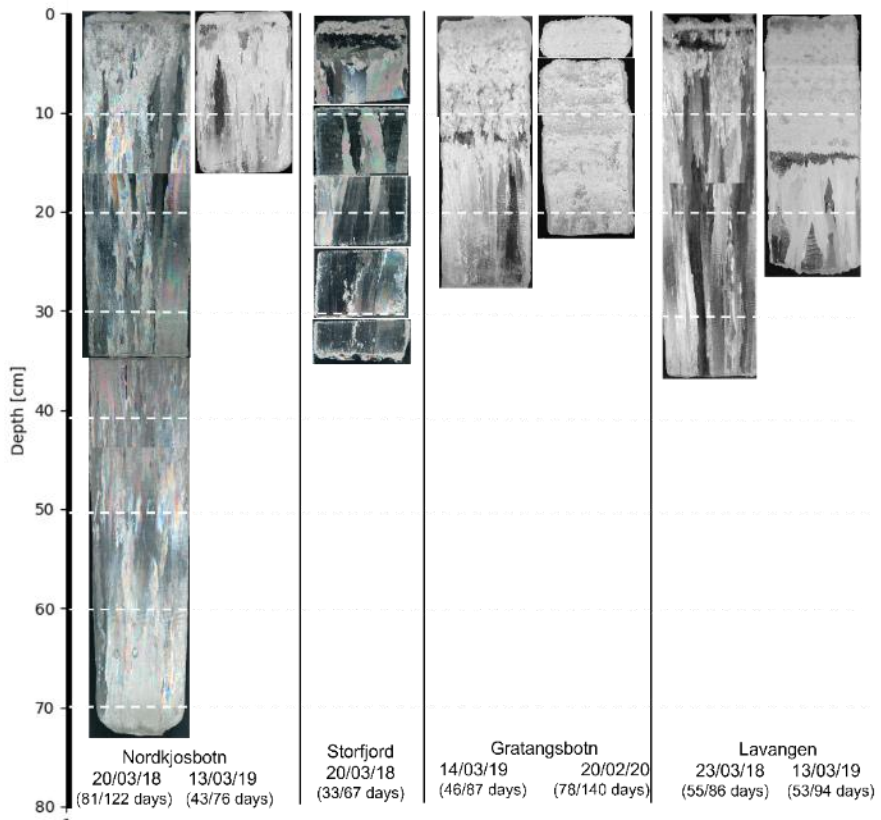 0
10
20
30
40
50
60
70
80
Depth [cm]
Nordkjosbotn
20/03/18 13/03/19
(81/122 days) (43/76 days)
Storfjord
20/03/18
(33/67 days)
Gratangsbotn
14/03/19 20/02/20
(46/87 days) (78/140 days)
Lavangen
23/03/18 13/03/19
(55/86 days) (53/94 days)